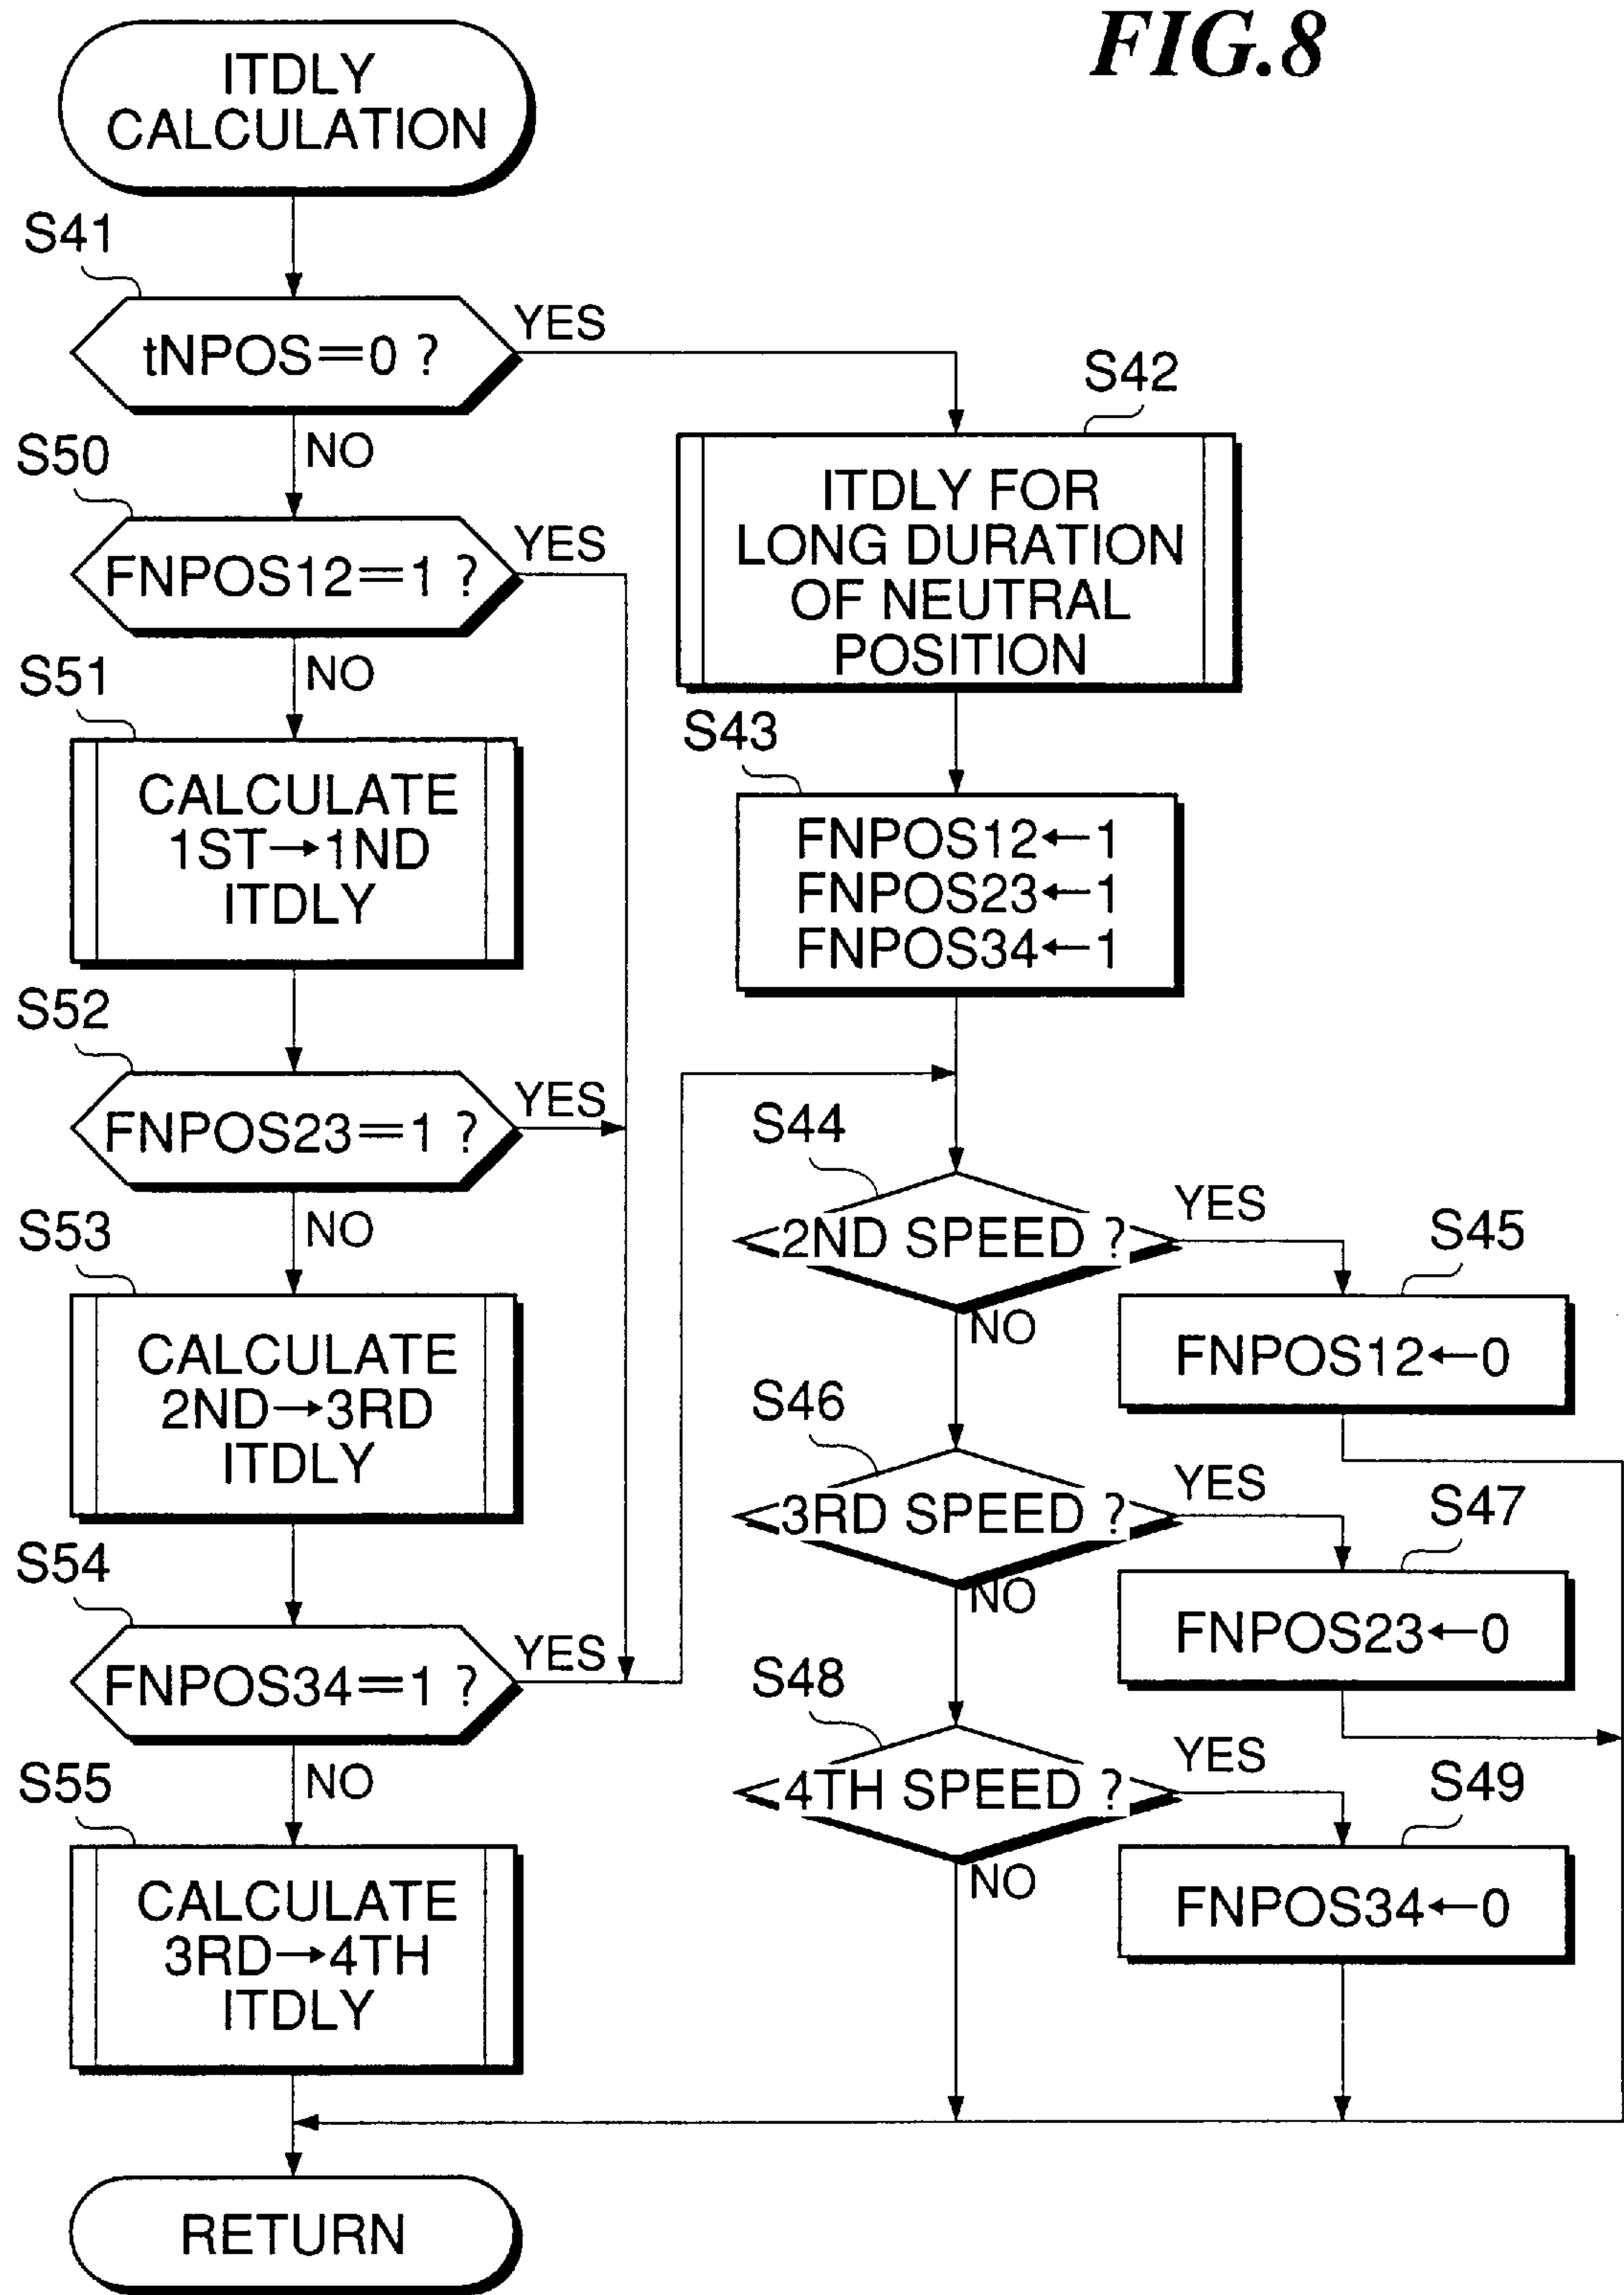 FIG.8
ITDLY
CALCULATION
S41
tNPOS=0 ?
YES
NO
S42
ITDLY FOR
LONG DURATION
OF NEUTRAL
POSITION
S43
FNPOS12←1
FNPOS23←1
FNPOS34←1
S50
FNPOS12=1 ?
YES
NO
S51
CALCULATE
1ST→1ND
ITDLY
S52
FNPOS23=1 ?
YES
NO
S53
CALCULATE
2ND→3RD
ITDLY
S54
FNPOS34=1 ?
YES
NO
S55
CALCULATE
3RD→4TH
ITDLY
S44
2ND SPEED ?
YES
NO
S45
FNPOS12←0
S46
3RD SPEED ?
YES
NO
S47
FNPOS23←0
S48
4TH SPEED ?
YES
NO
S49
FNPOS34←0
RETURN